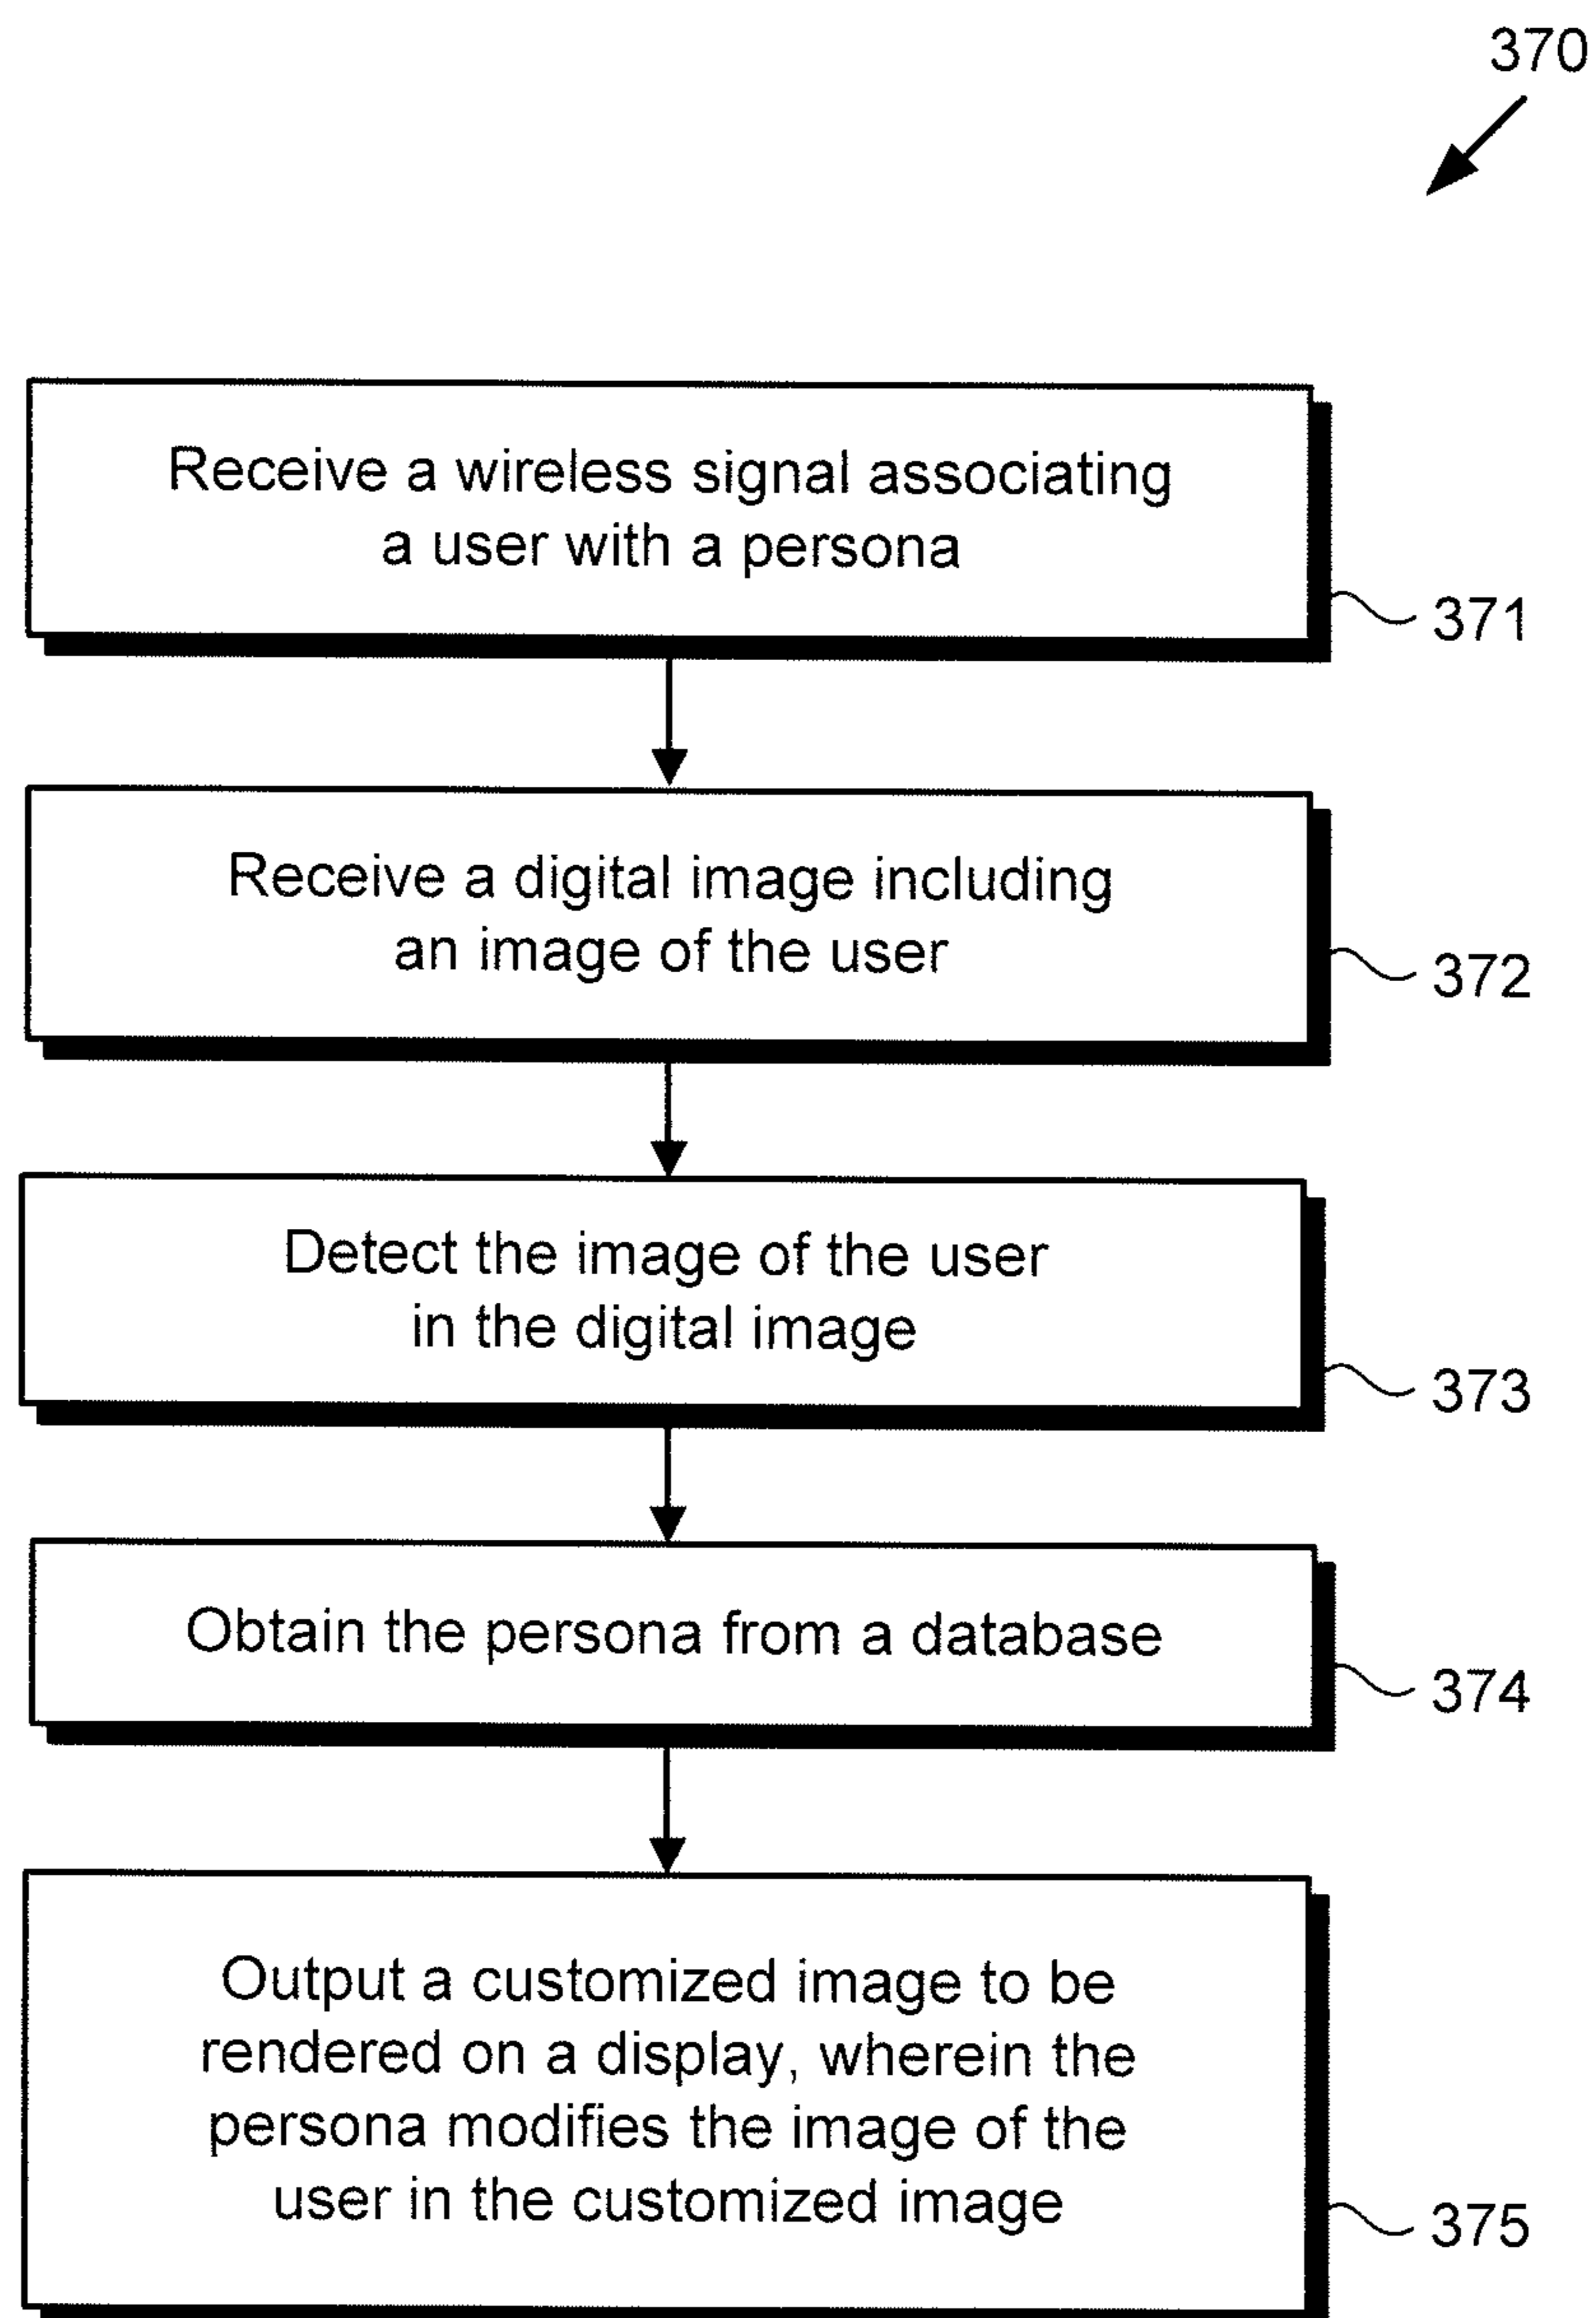 370
Receive a wireless signal associating
a user with a persona
371
Receive a digital image including
an image of the user
372
Detect the image of the user
in the digital image
373
Obtain the persona from a database
374
Output a customized image to be
rendered on a display, wherein the
persona modifies the image of the
user in the customized image
375